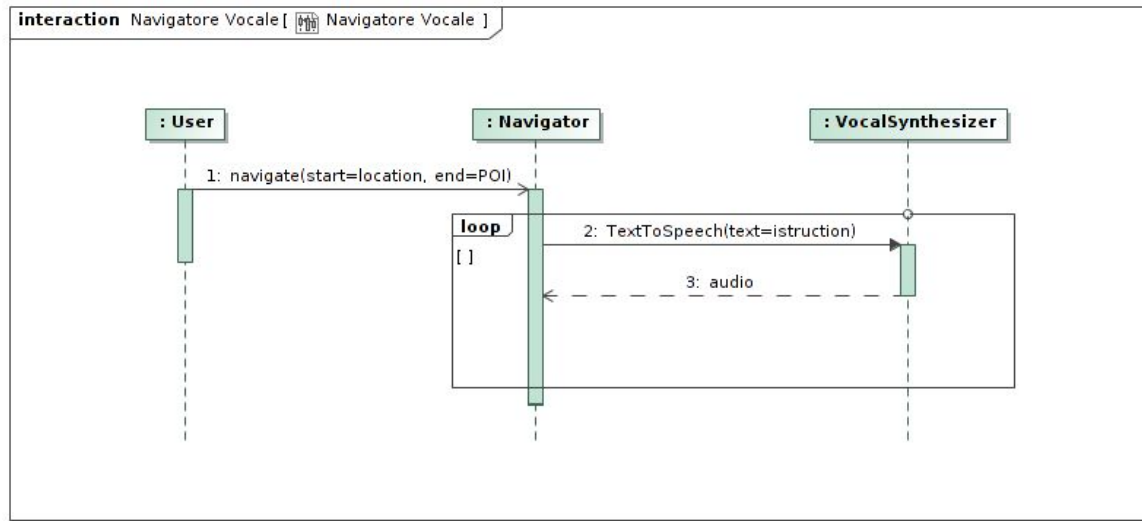 interaction Navigatore Vocale[ Navigatore Vocale ]
: User
: Navigator
: VocalSynthesizer
1: navigate(start=location, end=POI)
loop
2: TextToSpeech(text=istruction)
[ ]
3: audio